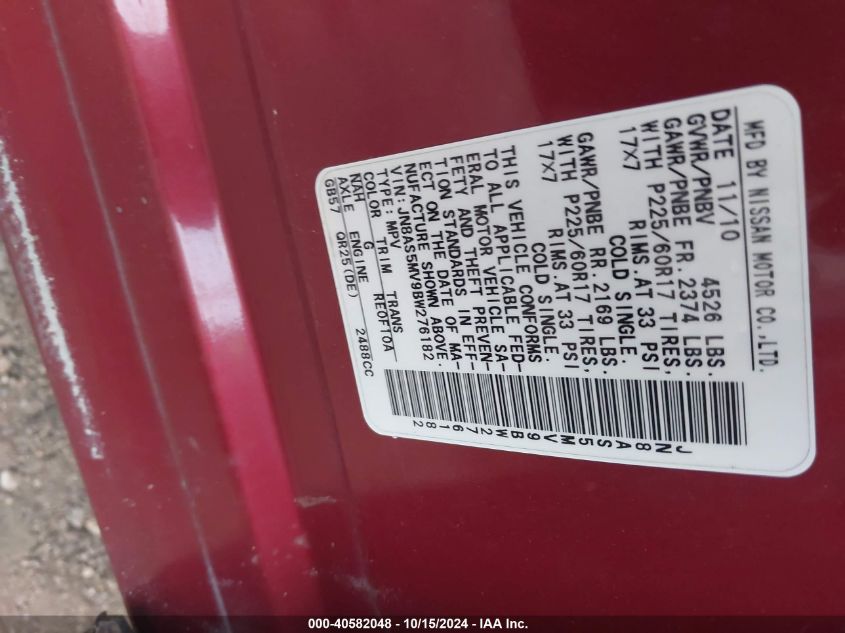 MFD BY NISSAN MOTOR CO.,LTD.
DATE 11/10
GVWR/PNBV 4526 LBS.
GAWR/PNBE FR.2374 LBS.
WITH P225/60R17 TIRES,
17X7 RIMS.AT 33 PSI
COLD SINGLE.
GAWR/PNBE RR.2169 LBS.
WITH P225/60R17 TIRES,
17X7 RIMS.AT 33 PSI
COLD SINGLE.
THIS VEHICLE CONFORMS
TO ALL APPLICABLE FED-
ERAL MOTOR VEHICLE SA-
FETY AND THEFT PREVEN-
TION STANDARDS IN EFF-
ECT ON THE DATE OF MA-
NUFACTURE SHOWN ABOVE.
VIN:JN8AS5MV9BW276182
TYPE:MPV
COLOR TRIM TRANS
NAH G RE0F10A
AXLE ENGINE
GB57 QR25(DE) 2488CC
JN8AS5MV9BW276182
000-40582048 - 10/15/2024 - IAA Inc.